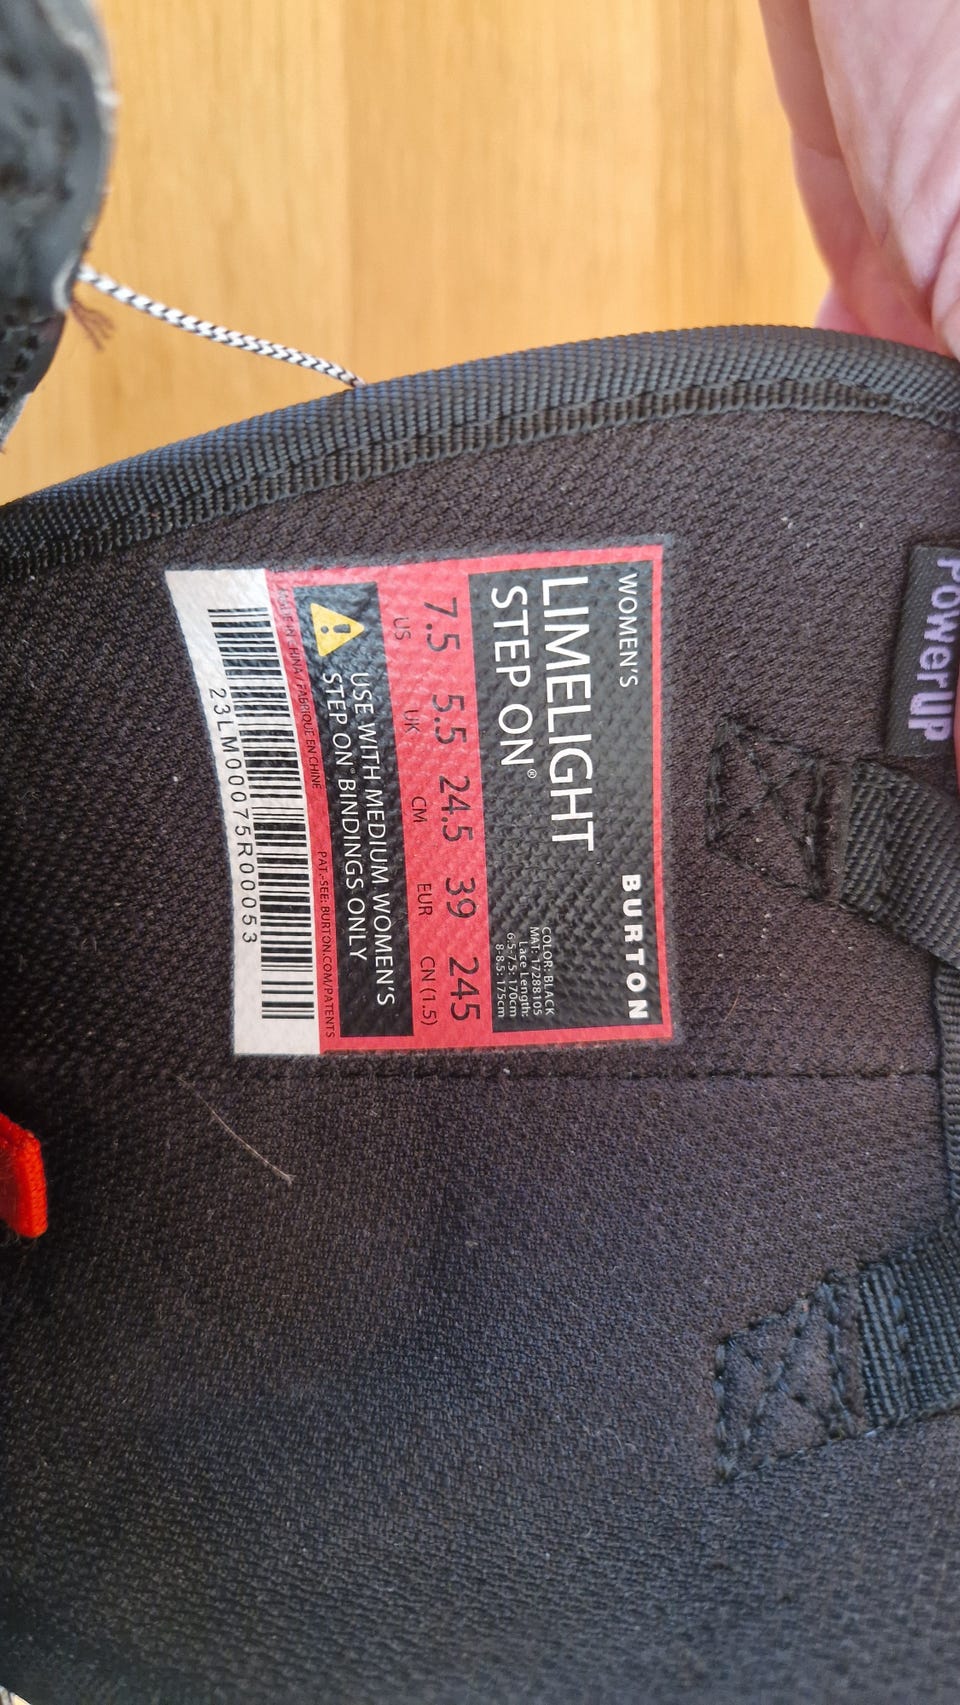 WOMEN'S
BURTON
LIMELIGHT
STEP ON®
COLOR: BLACK
MAT: 17288105
Lace Length:
6.5-7.5: 170cm
8-8.5: 175cm
7.5 5.5 24.5 39 245
US UK CM EUR CN (1.5)
USE WITH MEDIUM WOMEN'S
STEP ON® BINDINGS ONLY
MADE IN CHINA / FABRIQUÉ EN CHINE
PAT.-SEE: BURTON.COM/PATENTS
23LM00075R00053
POWERUP